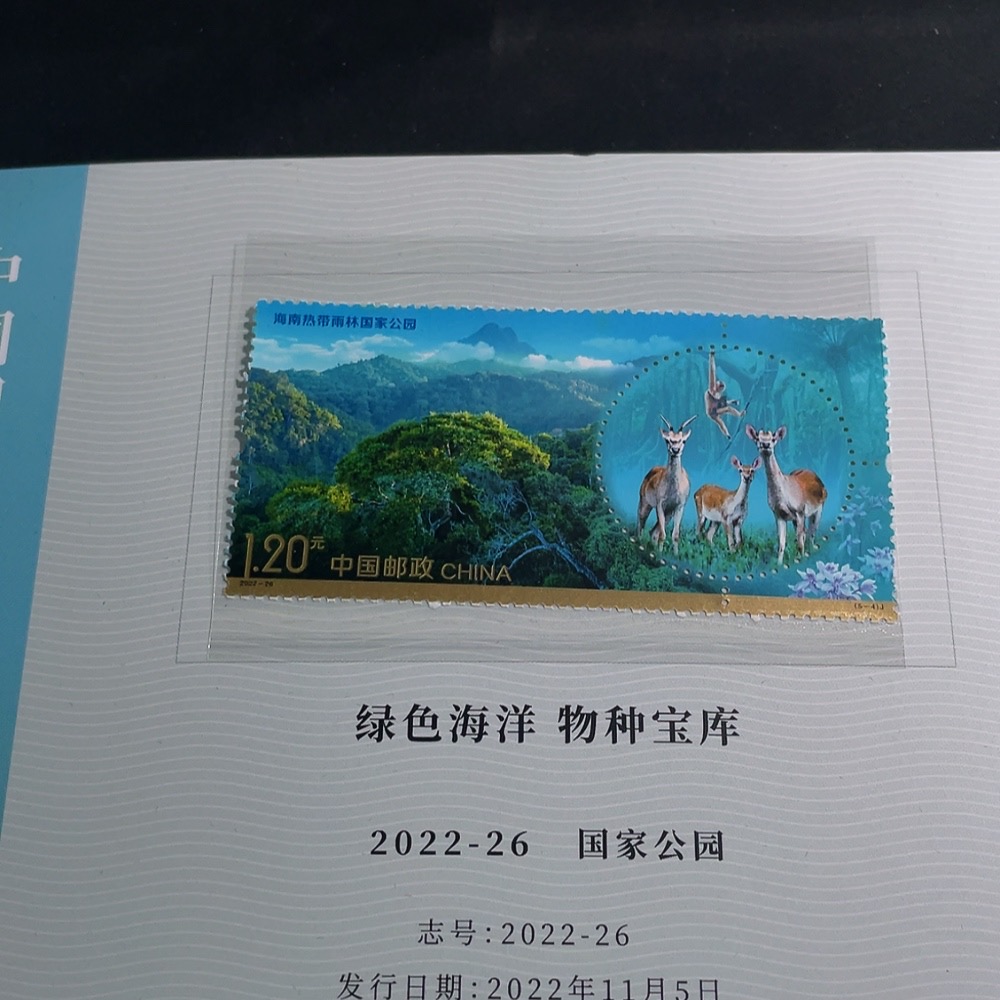 中国
海南热带雨林国家公园
1.20元 中国邮政 CHINA
2022-26
(5-4)J
绿色海洋 物种宝库
2022-26 国家公园
志号:2022-26
发行日期:2022年11月5日